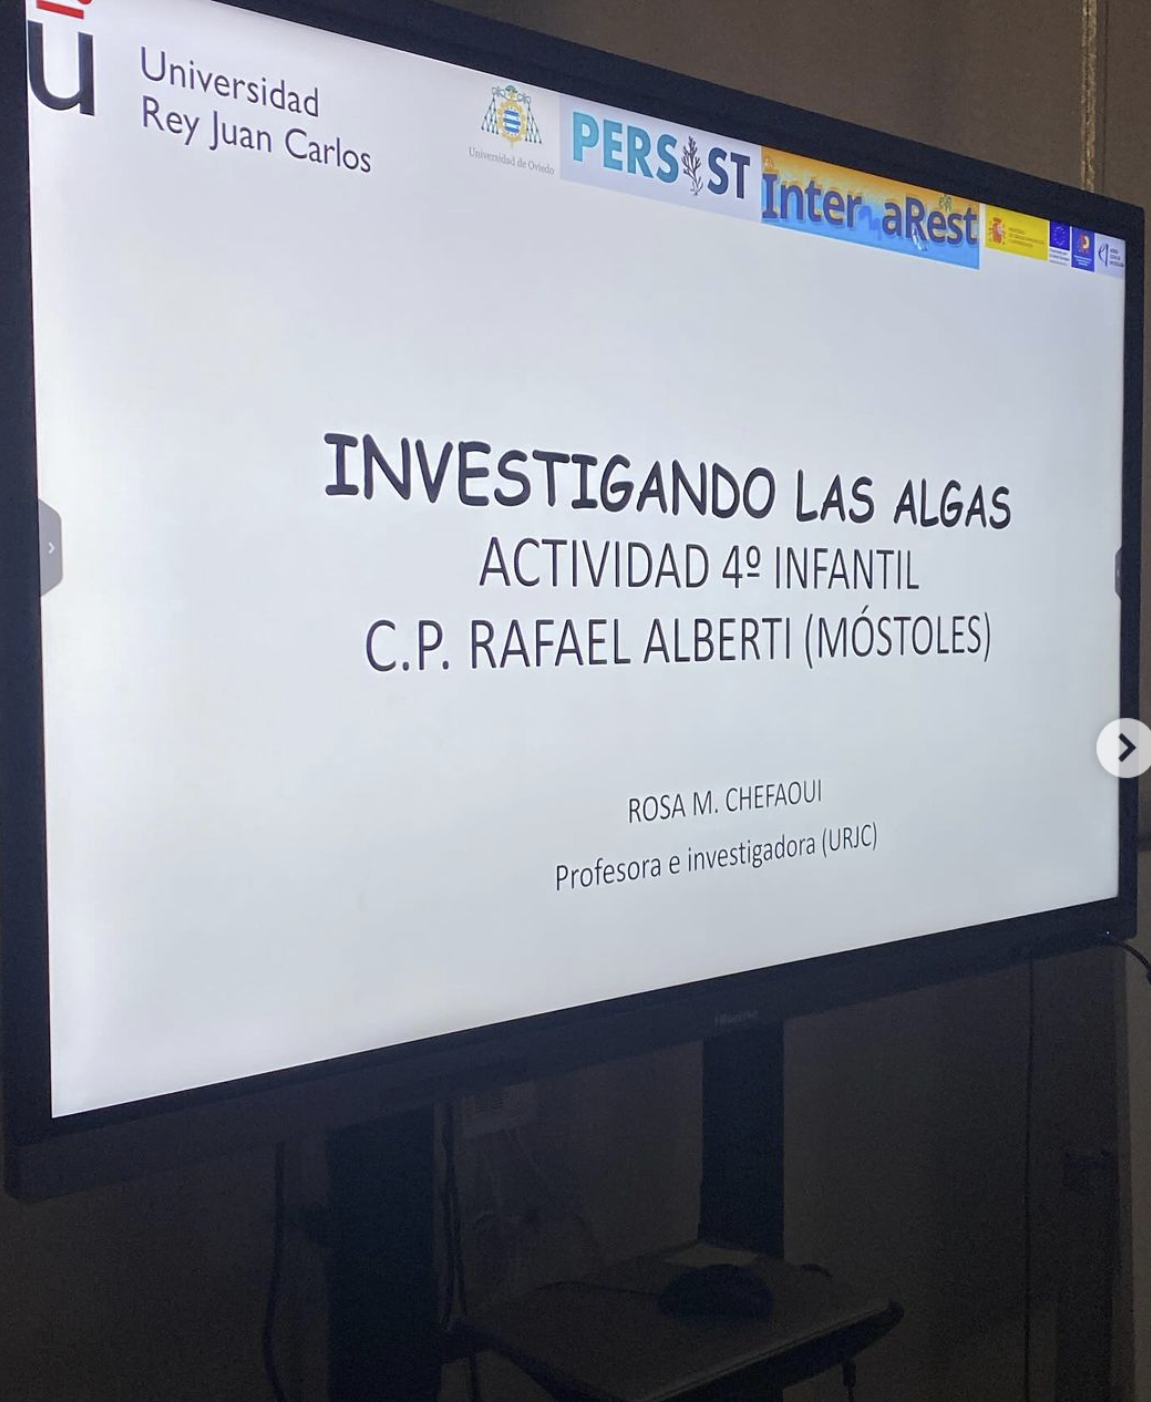 Universidad
Rey Juan Carlos
Universidad de Oviedo
PERSIST
InteraRest
INVESTIGANDO LAS ALGAS
ACTIVIDAD 4º INFANTIL
C.P. RAFAEL ALBERTI (MÓSTOLES)
ROSA M. CHEFAOUI
Profesora e investigadora (URJC)
Hisense